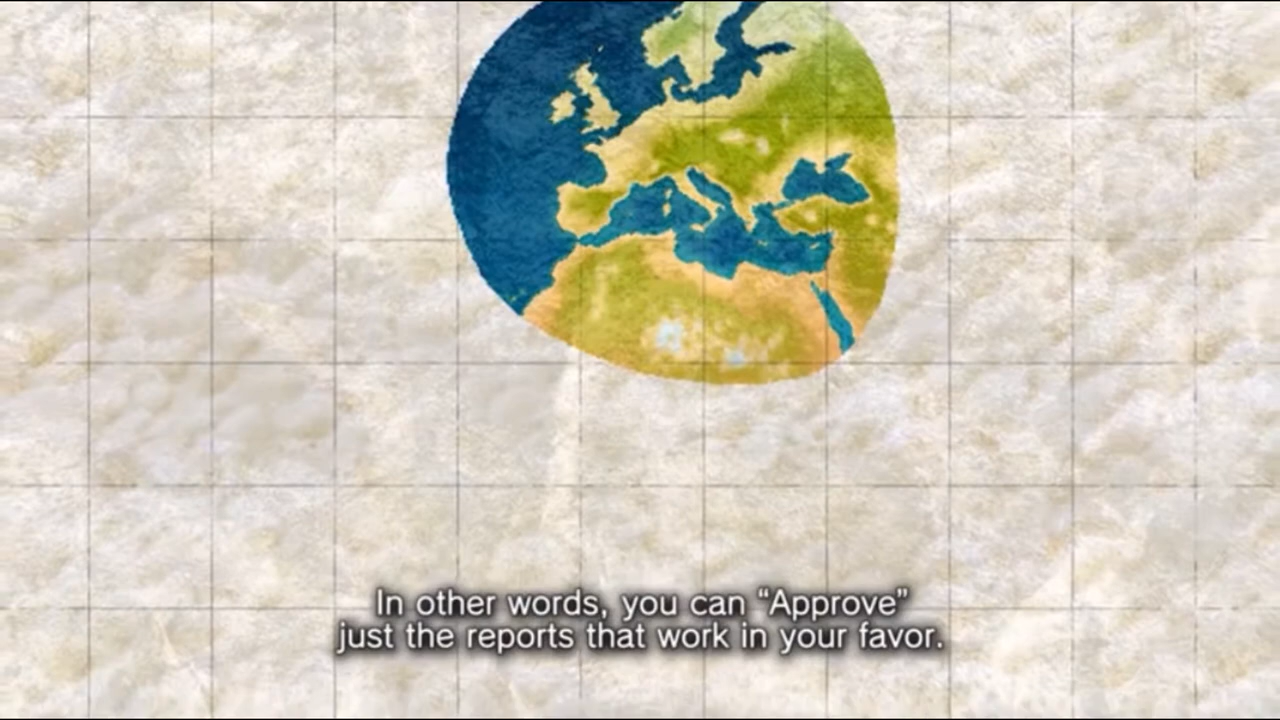 In other words, you can “Approve”
just the reports that work in your favor.